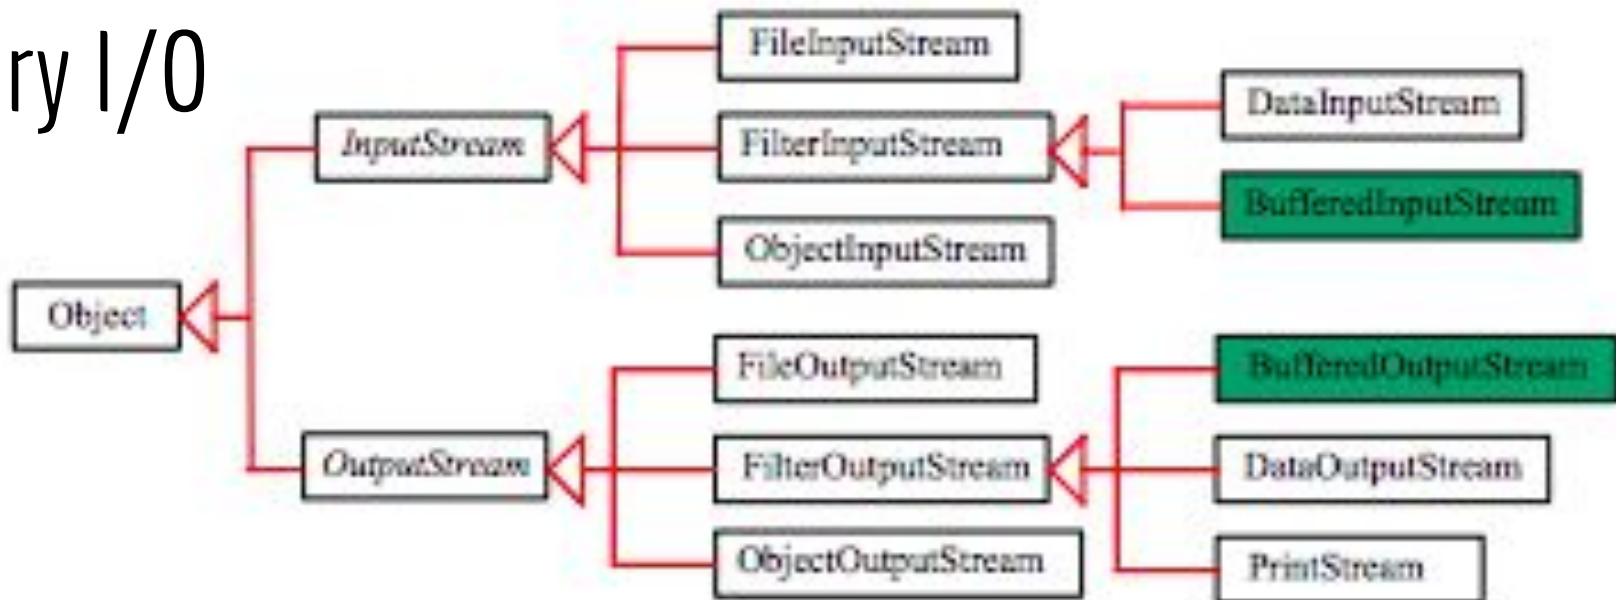 ry I/O
FileInputStream
DataInputStream
InputStream
FilterInputStream
BufferedInputStream
ObjectInputStream
Object
FileOutputStream
BufferedOutputStream
OutputStream
FilterOutputStream
DataOutputStream
ObjectOutputStream
PrintStream